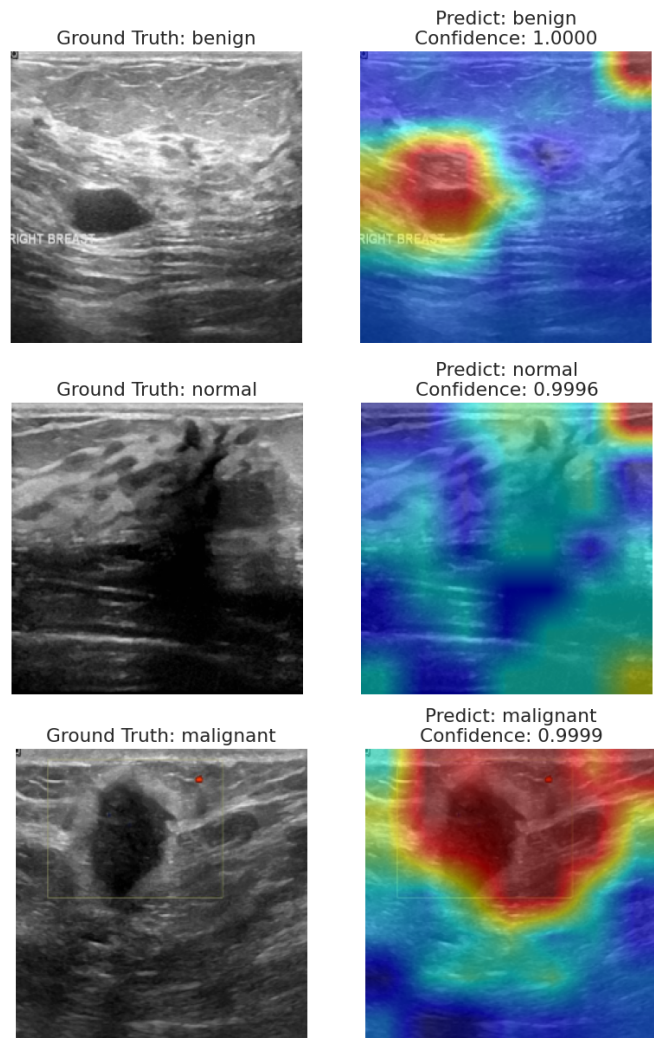 Ground Truth: benign
Predict: benign
Confidence: 1.0000
RIGHT BREAST
RIGHT BREAST
Ground Truth: normal
Predict: normal
Confidence: 0.9996
Ground Truth: malignant
Predict: malignant
Confidence: 0.9999